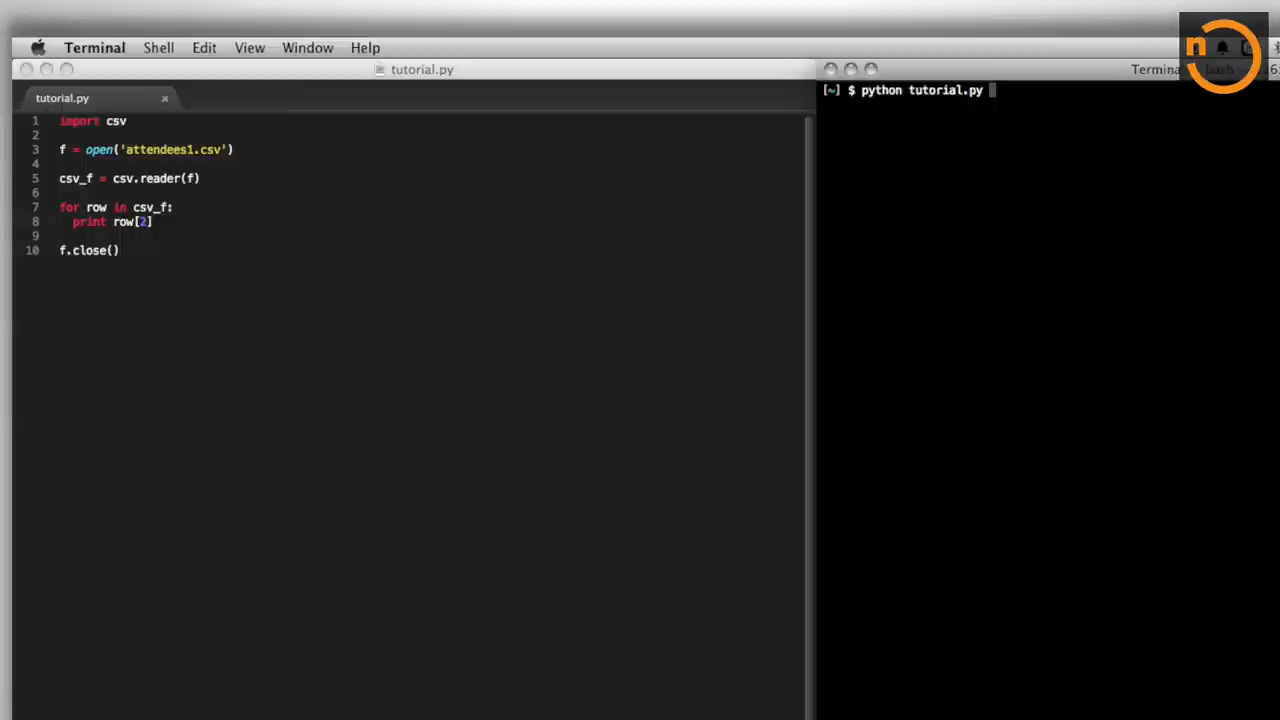 Terminal Shell Edit View Window Help
tutorial.py
tutorial.py ×
1 import csv
2
3 f = open('attendees1.csv')
4
5 csv_f = csv.reader(f)
6
7 for row in csv_f:
8   print row[2]
9
10 f.close()
[~] $ python tutorial.py
n